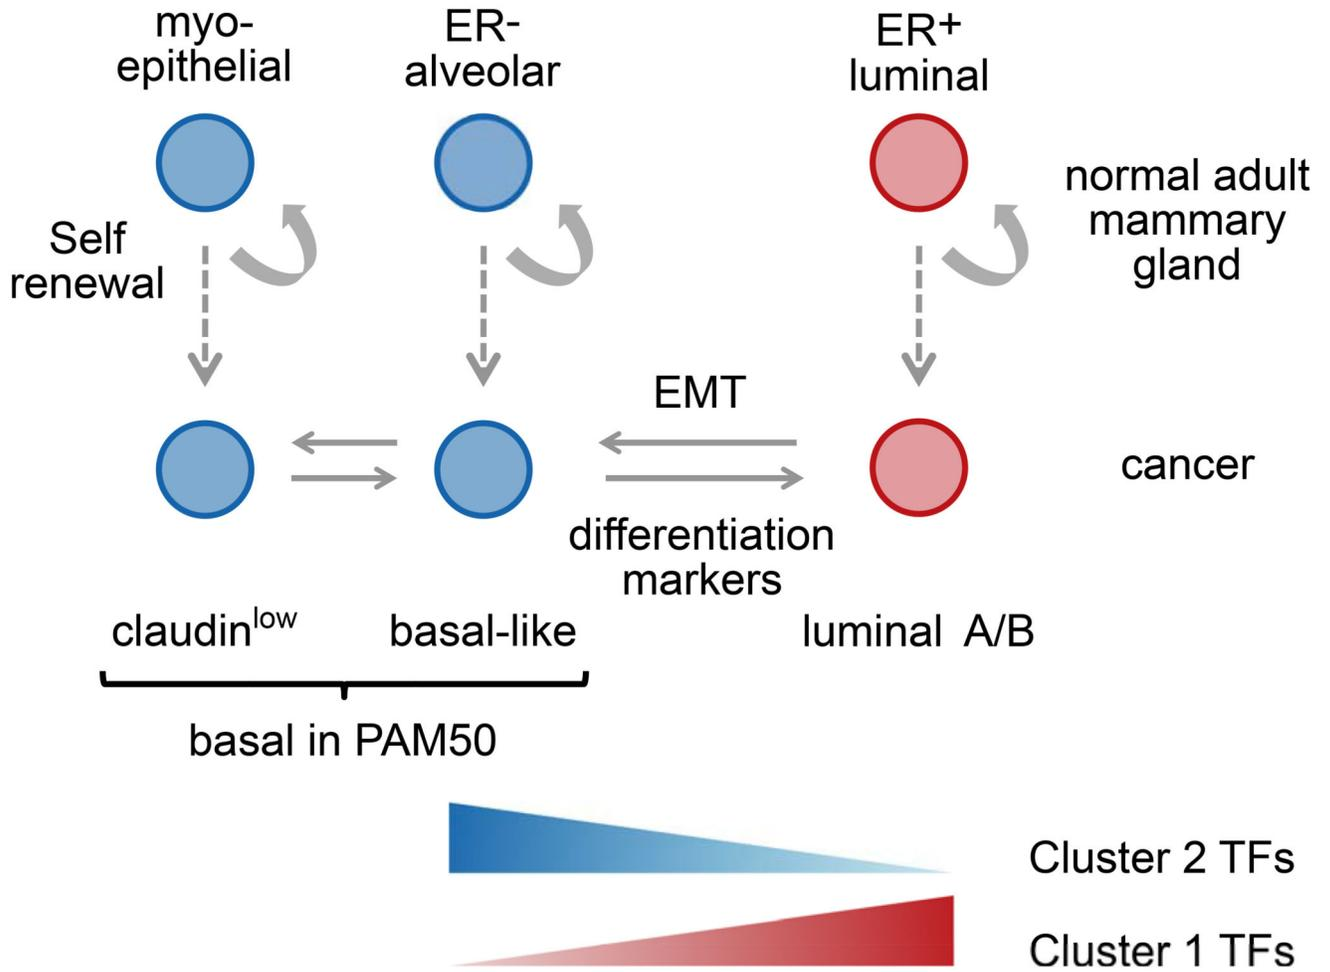 myo-
epithelial
ER-
alveolar
ER+
luminal
normal adult
mammary
gland
Self
renewal
EMT
cancer
differentiation
markers
claudinlow
basal-like
luminal A/B
basal in PAM50
Cluster 2 TFs
Cluster 1 TFs